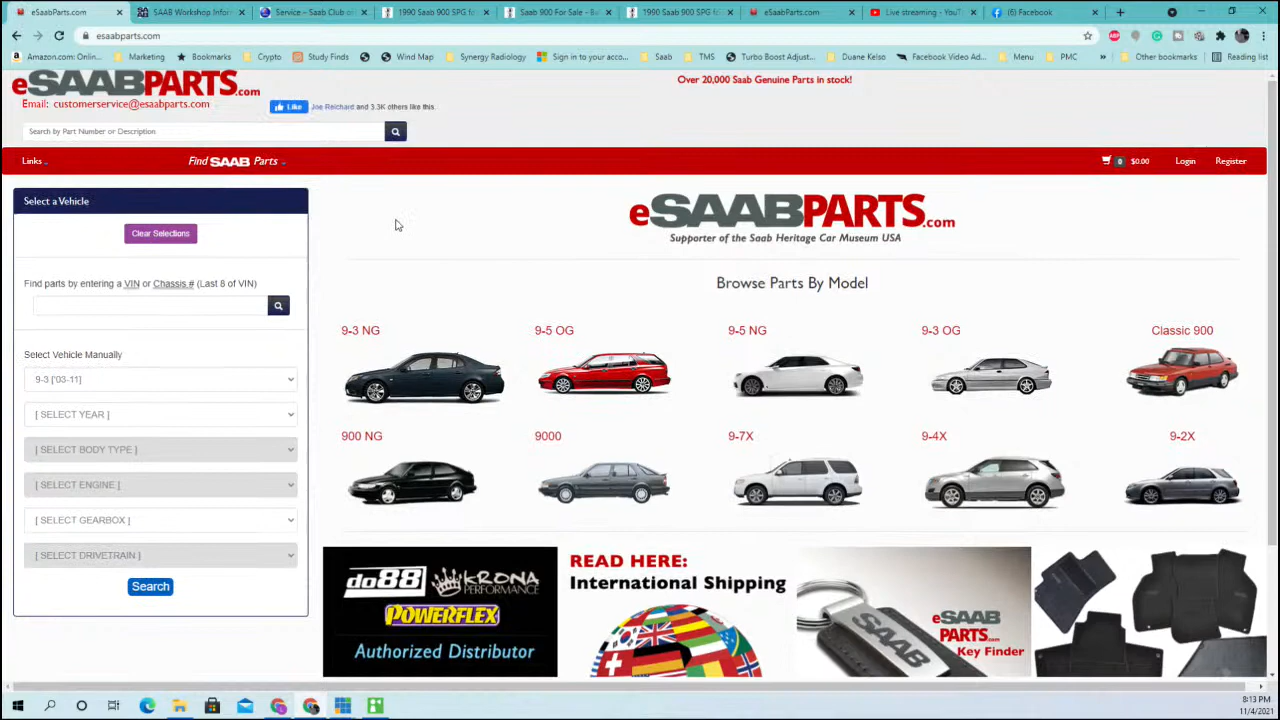 eSaabParts.com
SAAB Workshop Inform
Service – Saab Club of
1990 Saab 900 SPG for
Saab 900 For Sale - B
1990 Saab 900 SPG fo
eSaabParts.com
Live streaming - YouT
(6) Facebook
esaabparts.com
Amazon.com: Onlin...
Marketing
Bookmarks
Crypto
Study Finds
Wind Map
Synergy Radiology
Sign in to your acco...
Saab
TMS
Turbo Boost Adjust...
Duane Kelso
Facebook Video Ad...
Menu
PMC
»
Other bookmarks
Reading list
eSAABPARTS.com
Over 20,000 Saab Genuine Parts in stock!
Email: customerservice@esaabparts.com
Like
Joe Reichard and 3.3K others like this.
Search by Part Number or Description
Links
Find SAAB Parts
0
$0.00
Login
Register
Select a Vehicle
Clear Selections
Find parts by entering a VIN or Chassis # (Last 8 of VIN)
Select Vehicle Manually
9-3 ['03-11]
[ SELECT YEAR ]
[ SELECT BODY TYPE ]
[ SELECT ENGINE ]
[ SELECT GEARBOX ]
[ SELECT DRIVETRAIN ]
Search
eSAABPARTS.com
Supporter of the Saab Heritage Car Museum USA
Browse Parts By Model
9-3 NG
9-5 OG
9-5 NG
9-3 OG
Classic 900
900 NG
9000
9-7X
9-4X
9-2X
do88 KRONA
PERFORMANCE
POWERFLEX
Authorized Distributor
READ HERE:
International Shipping
SAAB
eSAAB
PARTS.com
Key Finder
8:13 PM
11/4/2021